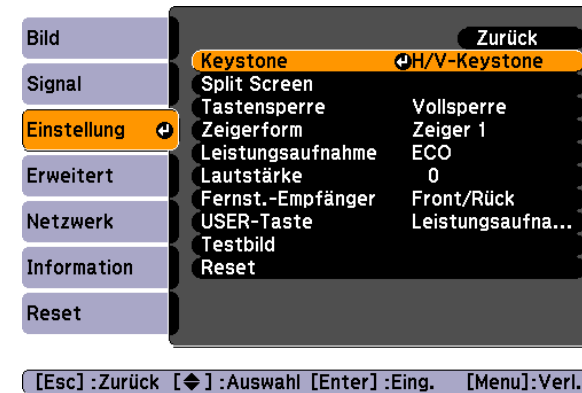 Bild
Signal
Einstellung
Erweitert
Netzwerk
Information
Reset
Zurück
Keystone H/V-Keystone
Split Screen
Tastensperre Vollsperre
Zeigerform Zeiger 1
Leistungsaufnahme ECO
Lautstärke 0
Fernst.-Empfänger Front/Rück
USER-Taste Leistungsaufna...
Testbild
Reset
[Esc] :Zurück [◆] :Auswahl [Enter] :Eing. [Menu]:Verl.